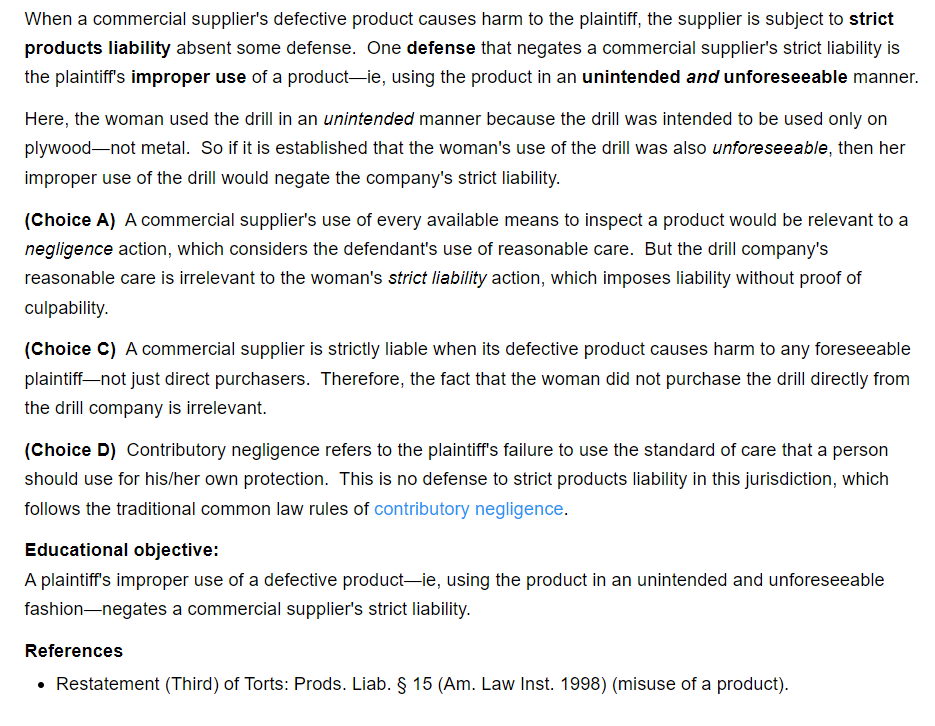 When a commercial supplier's defective product causes harm to the plaintiff, the supplier is subject to strict
products liability absent some defense.  One defense that negates a commercial supplier's strict liability is
the plaintiff's improper use of a product—ie, using the product in an unintended and unforeseeable manner.
Here, the woman used the drill in an unintended manner because the drill was intended to be used only on
plywood—not metal.  So if it is established that the woman's use of the drill was also unforeseeable, then her
improper use of the drill would negate the company's strict liability.
(Choice A)  A commercial supplier's use of every available means to inspect a product would be relevant to a
negligence action, which considers the defendant's use of reasonable care.  But the drill company's
reasonable care is irrelevant to the woman's strict liability action, which imposes liability without proof of
culpability.
(Choice C)  A commercial supplier is strictly liable when its defective product causes harm to any foreseeable
plaintiff—not just direct purchasers.  Therefore, the fact that the woman did not purchase the drill directly from
the drill company is irrelevant.
(Choice D)  Contributory negligence refers to the plaintiff's failure to use the standard of care that a person
should use for his/her own protection.  This is no defense to strict products liability in this jurisdiction, which
follows the traditional common law rules of contributory negligence.
Educational objective:
A plaintiff's improper use of a defective product—ie, using the product in an unintended and unforeseeable
fashion—negates a commercial supplier's strict liability.
References
• Restatement (Third) of Torts: Prods. Liab. § 15 (Am. Law Inst. 1998) (misuse of a product).